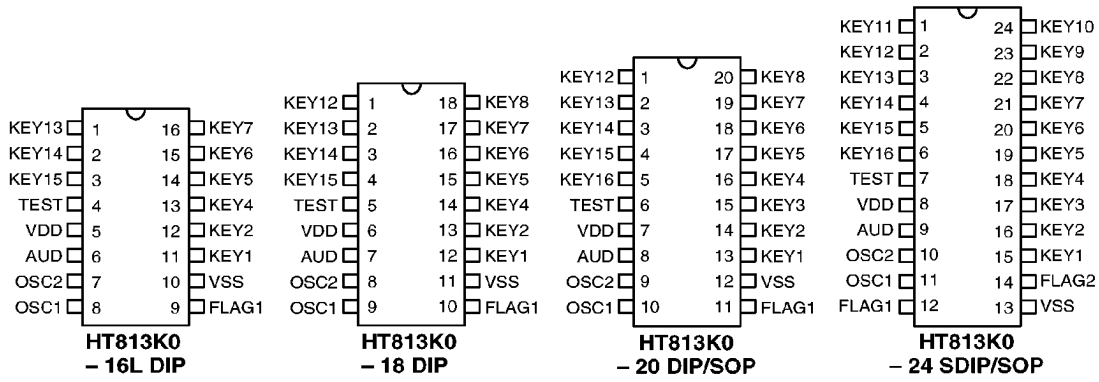 KEY13 1 16 KEY7
KEY14 2 15 KEY6
KEY15 3 14 KEY5
TEST 4 13 KEY4
VDD 5 12 KEY2
AUD 6 11 KEY1
OSC2 7 10 VSS
OSC1 8 9 FLAG1
HT813K0
– 16L DIP
KEY12 1 18 KEY8
KEY13 2 17 KEY7
KEY14 3 16 KEY6
KEY15 4 15 KEY5
TEST 5 14 KEY4
VDD 6 13 KEY2
AUD 7 12 KEY1
OSC2 8 11 VSS
OSC1 9 10 FLAG1
HT813K0
– 18 DIP
KEY12 1 20 KEY8
KEY13 2 19 KEY7
KEY14 3 18 KEY6
KEY15 4 17 KEY5
KEY16 5 16 KEY4
TEST 6 15 KEY3
VDD 7 14 KEY2
AUD 8 13 KEY1
OSC2 9 12 VSS
OSC1 10 11 FLAG1
HT813K0
– 20 DIP/SOP
KEY11 1 24 KEY10
KEY12 2 23 KEY9
KEY13 3 22 KEY8
KEY14 4 21 KEY7
KEY15 5 20 KEY6
KEY16 6 19 KEY5
TEST 7 18 KEY4
VDD 8 17 KEY3
AUD 9 16 KEY2
OSC2 10 15 KEY1
OSC1 11 14 FLAG2
FLAG1 12 13 VSS
HT813K0
– 24 SDIP/SOP